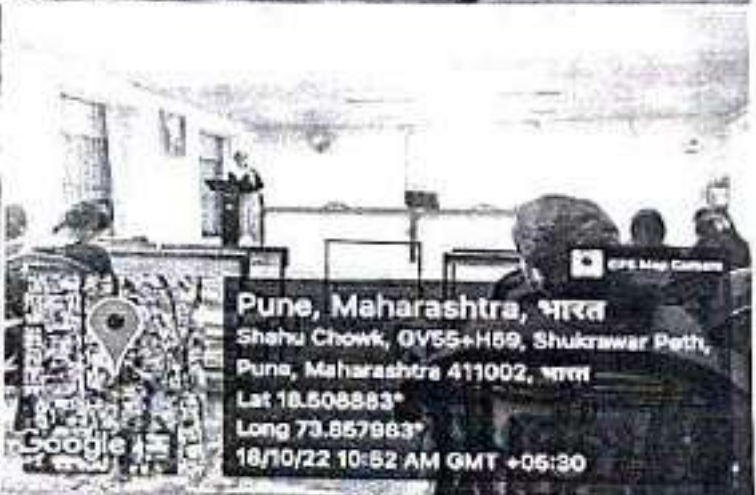 GPS Map Camera
Pune, Maharashtra, भारत
Shahu Chowk, GV55+H59, Shukrawar Peth,
Pune, Maharashtra 411002, भारत
Lat 18.508883°
Long 73.857983°
18/10/22 10:52 AM GMT +05:30
Google